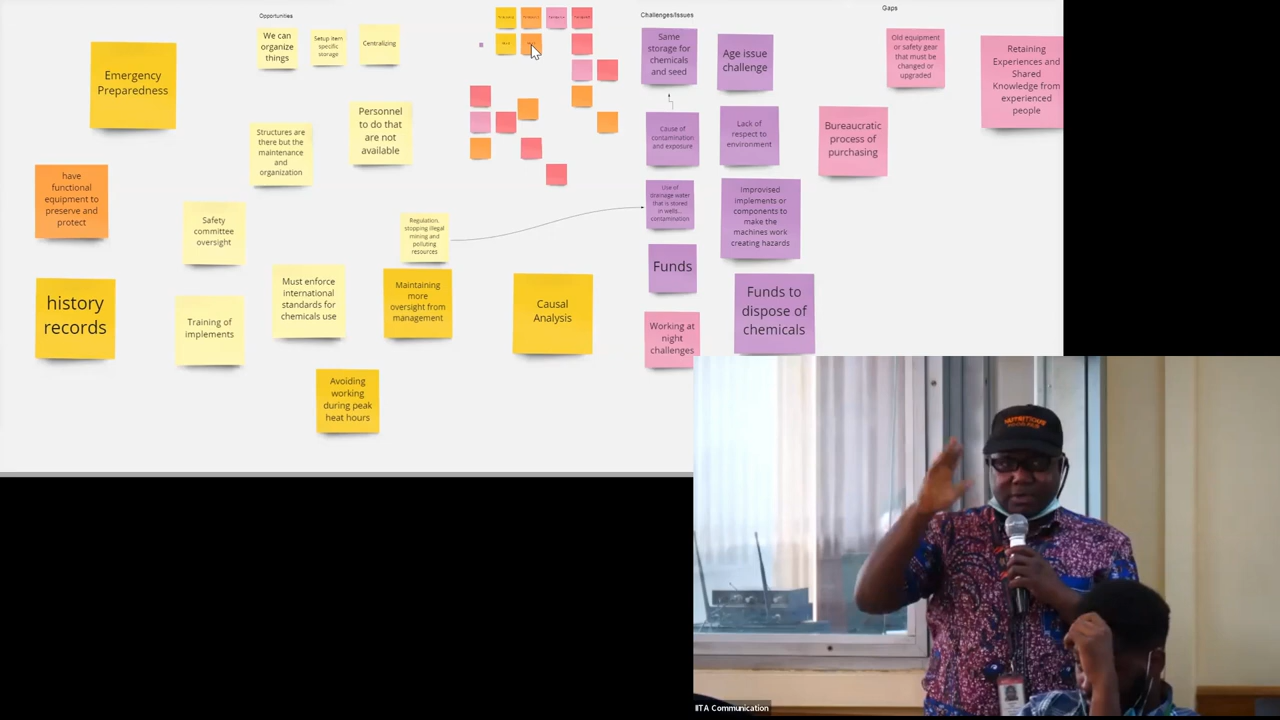 Opportunities
Challenges/Issues
Gaps
Emergency
Preparedness
We can
organize
things
Setup item
specific
storage
Centralizing
Structures are
there but the
maintenance
and
organization
Personnel
to do that
are not
available
have
functional
equipment to
preserve and
protect
Safety
committee
oversight
Regulation,
stopping illegal
mining and
polluting
resources
history
records
Training of
implements
Must enforce
international
standards for
chemicals use
Maintaining
more
oversight from
management
Causal
Analysis
Avoiding
working
during peak
heat hours
Same
storage for
chemicals
and seed
Age issue
challenge
Cause of
contamination
and exposure
Lack of
respect to
environment
Use of
drainage water
that is stored
in wells...
contamination
Improvised
implements or
components to
make the
machines work
creating hazards
Funds
Funds to
dispose of
chemicals
Working at
night
challenges
Old equipment
or safety gear
that must be
changed or
upgraded
Bureaucratic
process of
purchasing
Retaining
Experiences and
Shared
Knowledge from
experienced
people
NUTRITIOUS
IITA Communication